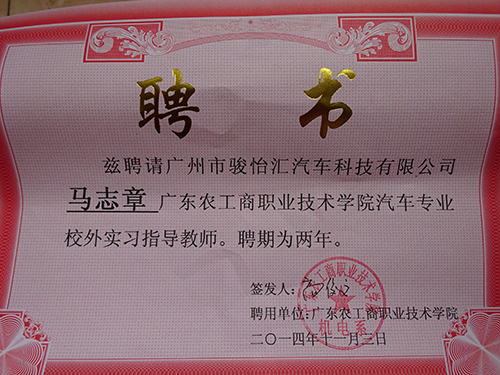 聘书
兹聘请广州市骏怡汇汽车科技有限公司
马志章 广东农工商职业技术学院汽车专业
校外实习指导教师。聘期为两年。
签发人：
聘用单位：广东农工商职业技术学院
二〇一四年十一月三日
工商职业技术学院
机电系